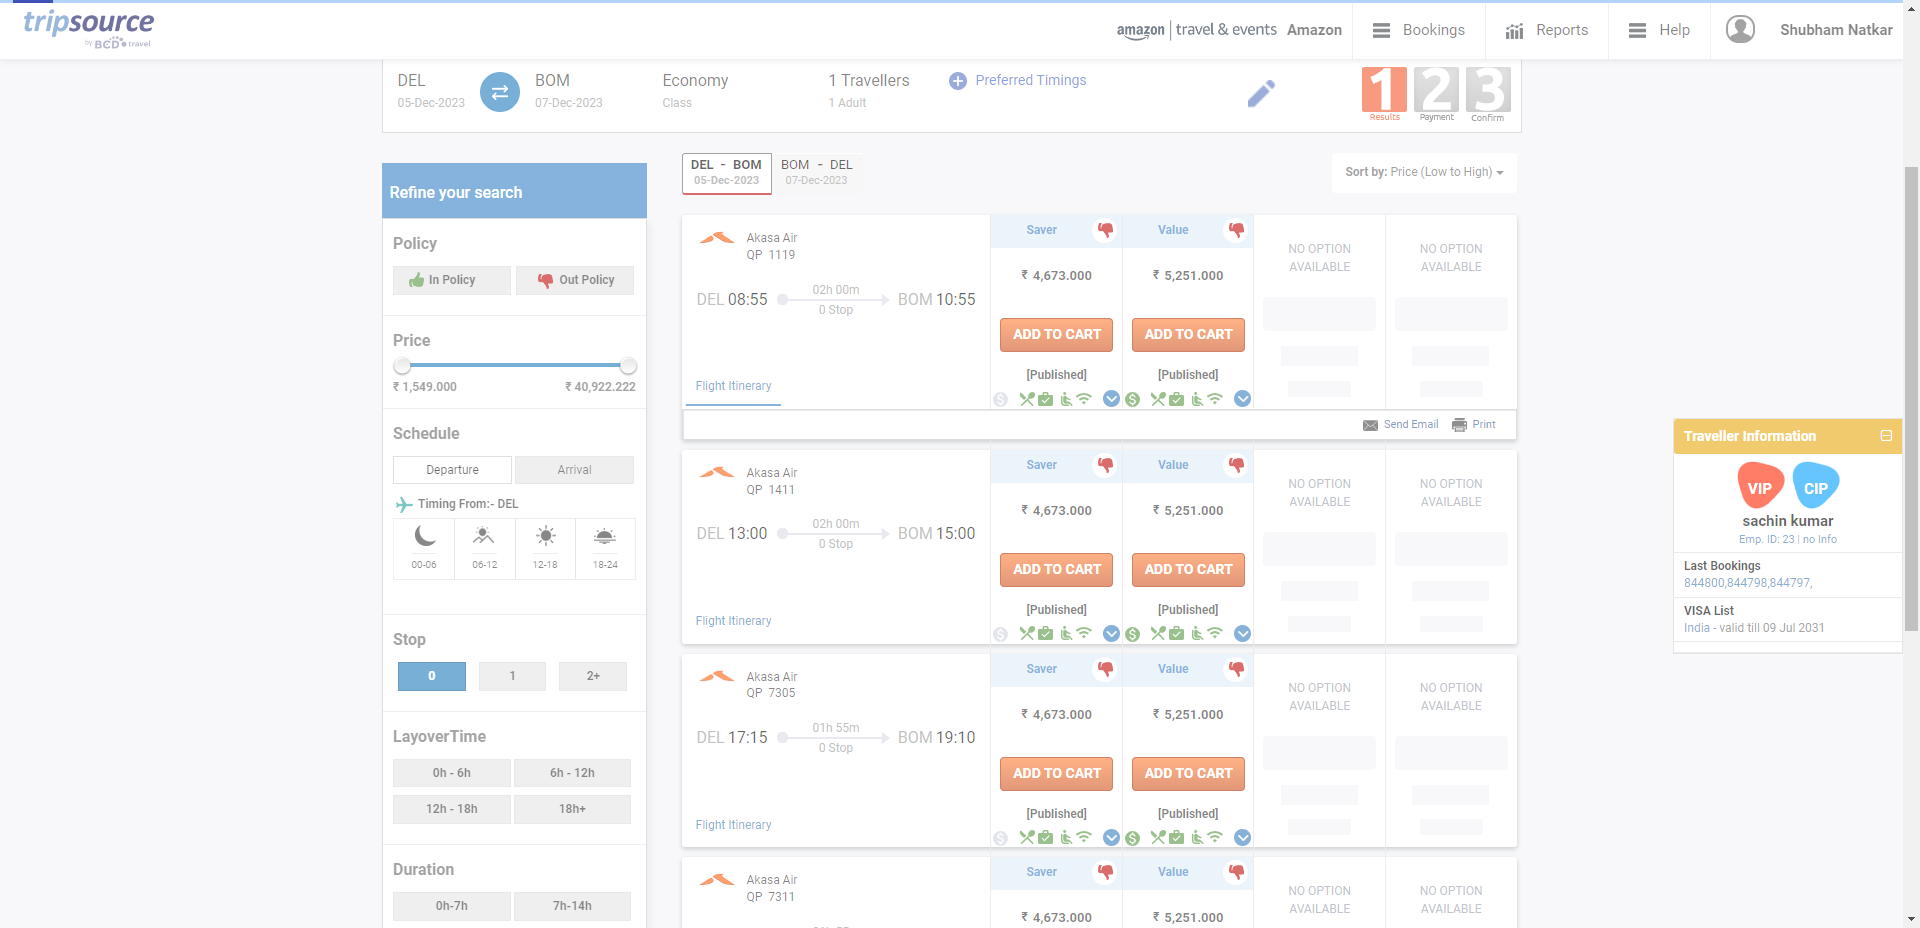 tripsource
by BCD travel
amazon | travel & events Amazon
Bookings
Reports
Help
Shubham Natkar
DEL
05-Dec-2023
BOM
07-Dec-2023
Economy
Class
1 Travellers
1 Adult
Preferred Timings
1 2 3
Results Payment Confirm
DEL - BOM
05-Dec-2023
BOM - DEL
07-Dec-2023
Sort by: Price (Low to High)
Refine your search
Policy
In Policy
Out Policy
Price
₹ 1,549.000
₹ 40,922.222
Schedule
Departure
Arrival
Timing From:- DEL
00-06
06-12
12-18
18-24
Stop
0
1
2+
LayoverTime
0h - 6h
6h - 12h
12h - 18h
18h+
Duration
0h-7h
7h-14h
Akasa Air
QP 1119
DEL 08:55
02h 00m
0 Stop
BOM 10:55
Flight Itinerary
Saver
₹ 4,673.000
ADD TO CART
[Published]
Value
₹ 5,251.000
ADD TO CART
[Published]
NO OPTION
AVAILABLE
NO OPTION
AVAILABLE
Send Email
Print
Akasa Air
QP 1411
DEL 13:00
02h 00m
0 Stop
BOM 15:00
Flight Itinerary
Saver
₹ 4,673.000
ADD TO CART
[Published]
Value
₹ 5,251.000
ADD TO CART
[Published]
NO OPTION
AVAILABLE
NO OPTION
AVAILABLE
Akasa Air
QP 7305
DEL 17:15
01h 55m
0 Stop
BOM 19:10
Flight Itinerary
Saver
₹ 4,673.000
ADD TO CART
[Published]
Value
₹ 5,251.000
ADD TO CART
[Published]
NO OPTION
AVAILABLE
NO OPTION
AVAILABLE
Akasa Air
QP 7311
Saver
₹ 4,673.000
Value
₹ 5,251.000
NO OPTION
AVAILABLE
NO OPTION
AVAILABLE
Traveller Information
VIP
CIP
sachin kumar
Emp. ID: 23 | no info
Last Bookings
844800,844798,844797,
VISA List
India - valid till 09 Jul 2031